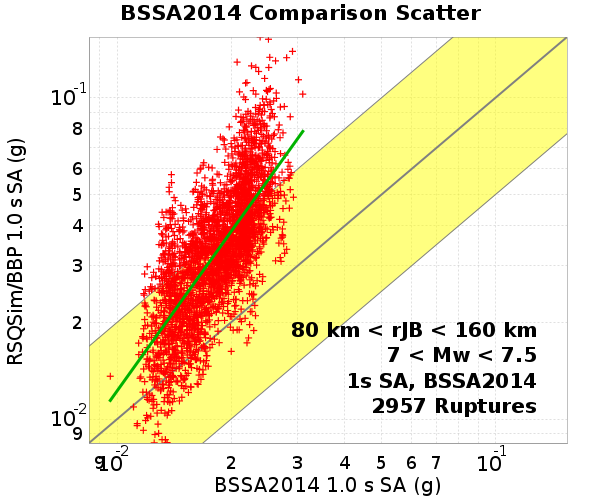 BSSA2014 Comparison Scatter
RSQSim/BBP 1.0 s SA (g)
10-1
8
6
5
4
3
2
10-2
9
80 km < rJB < 160 km
7 < Mw < 7.5
1s SA, BSSA2014
2957 Ruptures
9 10-2 2 3 4 5 6 7 10-1
BSSA2014 1.0 s SA (g)